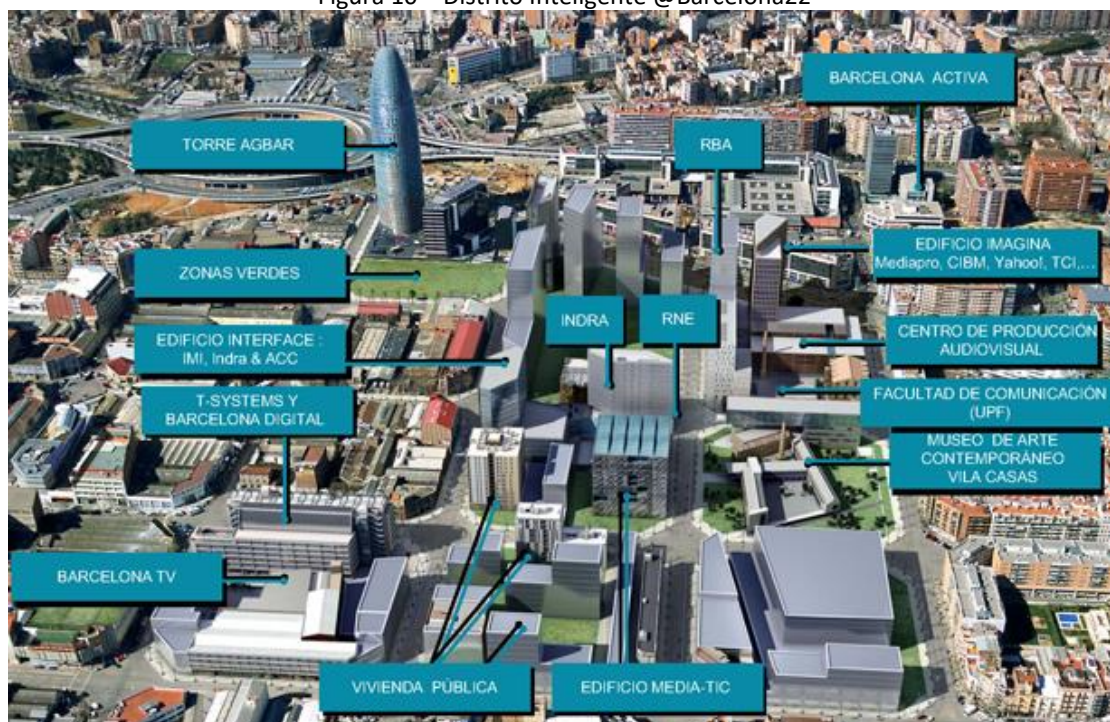 Figura 10 – Distrito Inteligente @Barcelona22
BARCELONA ACTIVA
TORRE AGBAR
RBA
EDIFICIO IMAGINA
Mediapro, CIBM, Yahoo!, TCI,...
ZONAS VERDES
INDRA
RNE
EDIFICIO INTERFACE :
IMI, Indra & ACC
CENTRO DE PRODUCCIÓN
AUDIOVISUAL
T-SYSTEMS Y
BARCELONA DIGITAL
FACULTAD DE COMUNICACIÓN
(UPF)
MUSEO DE ARTE
CONTEMPORÁNEO
VILA CASAS
BARCELONA TV
VIVIENDA PÚBLICA
EDIFICIO MEDIA-TIC